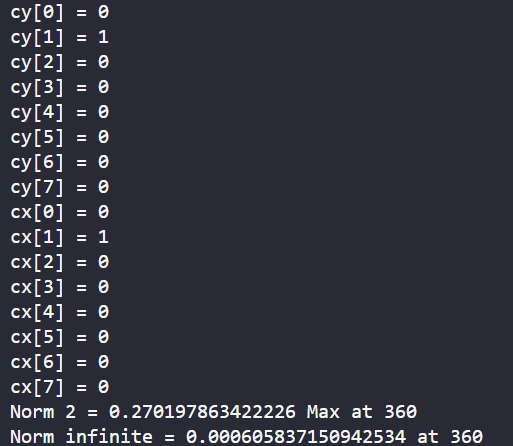 cy[0] = 0
cy[1] = 1
cy[2] = 0
cy[3] = 0
cy[4] = 0
cy[5] = 0
cy[6] = 0
cy[7] = 0
cx[0] = 0
cx[1] = 1
cx[2] = 0
cx[3] = 0
cx[4] = 0
cx[5] = 0
cx[6] = 0
cx[7] = 0
Norm 2 = 0.270197863422226 Max at 360
Norm infinite = 0.000605837150942534 at 360